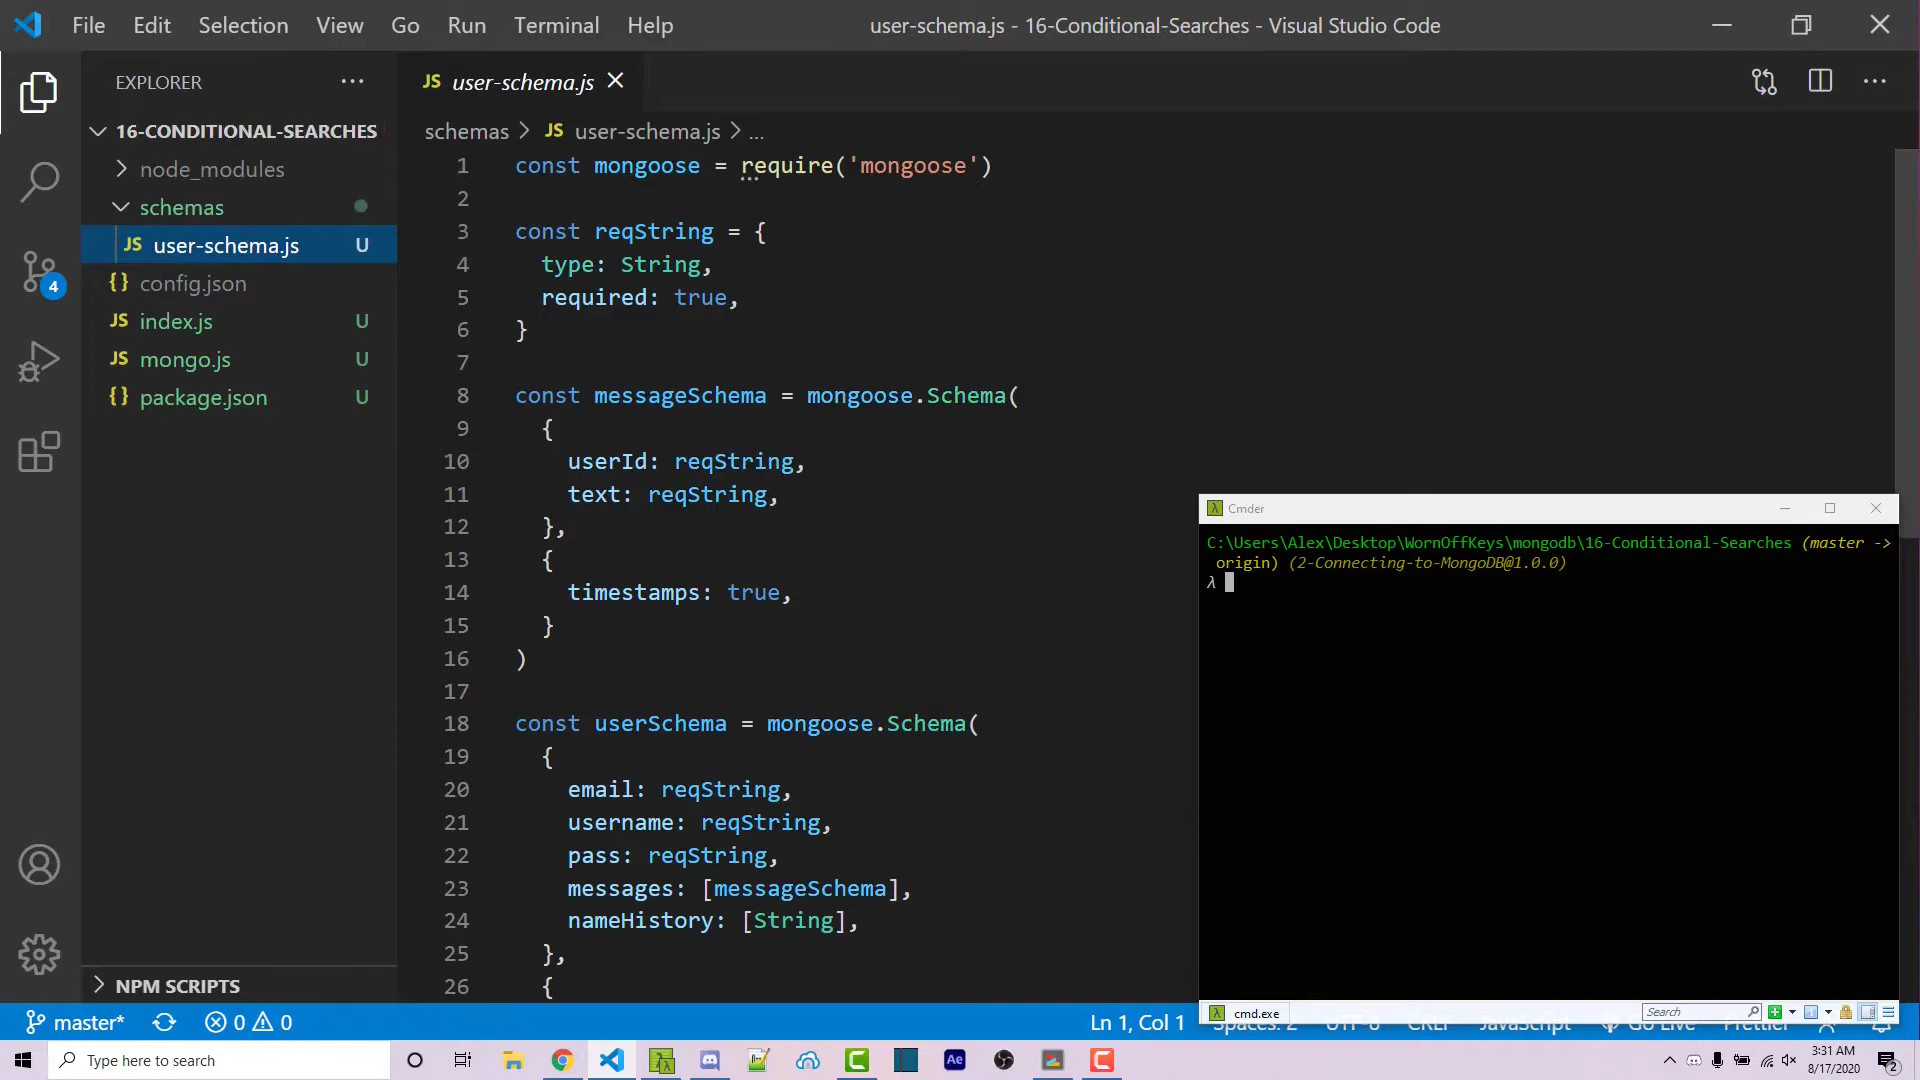 File Edit Selection View Go Run Terminal Help
user-schema.js - 16-Conditional-Searches - Visual Studio Code
EXPLORER
16-CONDITIONAL-SEARCHES
node_modules
schemas
JS user-schema.js U
{} config.json
JS index.js U
JS mongo.js U
{} package.json U
NPM SCRIPTS
4
JS user-schema.js
schemas > JS user-schema.js > ...
1 const mongoose = require('mongoose')
2
3 const reqString = {
4 type: String,
5 required: true,
6 }
7
8 const messageSchema = mongoose.Schema(
9 {
10 userId: reqString,
11 text: reqString,
12 },
13 {
14 timestamps: true,
15 }
16 )
17
18 const userSchema = mongoose.Schema(
19 {
20 email: reqString,
21 username: reqString,
22 pass: reqString,
23 messages: [messageSchema],
24 nameHistory: [String],
25 },
26 {
Cmder
C:\Users\Alex\Desktop\WornOffKeys\mongodb\16-Conditional-Searches (master ->
origin) (2-Connecting-to-MongoDB@1.0.0)
λ
cmd.exe
Search
master* 0 0
Ln 1, Col 1 Spaces: 2 UTF-8 CRLF JavaScript Go Live Prettier
Type here to search
Ae
3:31 AM
8/17/2020
2